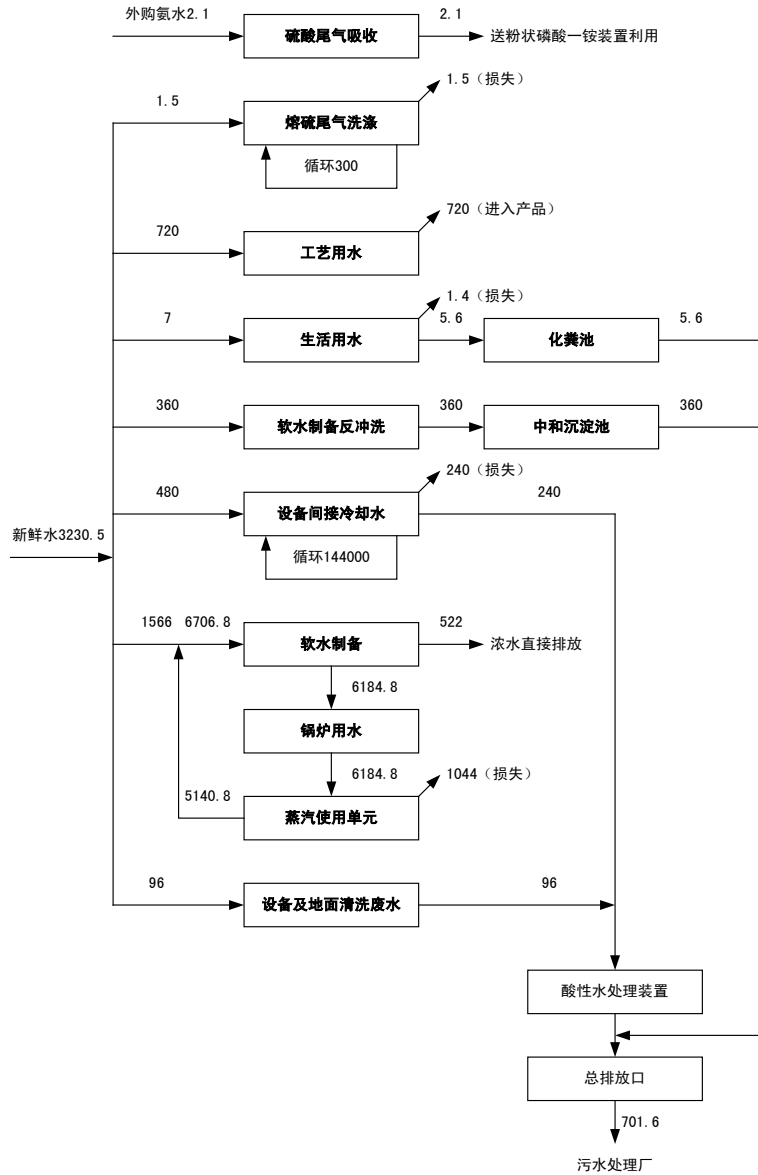 外购氨水2.1
硫酸尾气吸收
2.1
送粉状磷酸一铵装置利用
1.5
熔硫尾气洗涤
1.5（损失）
循环300
720
工艺用水
720（进入产品）
7
生活用水
1.4（损失）
5.6
化粪池
5.6
360
软水制备反冲洗
360
中和沉淀池
360
480
设备间接冷却水
240（损失）
240
循环144000
新鲜水3230.5
1566
6706.8
软水制备
522
浓水直接排放
6184.8
锅炉用水
6184.8
5140.8
蒸汽使用单元
1044（损失）
96
设备及地面清洗废水
96
酸性水处理装置
总排放口
701.6
污水处理厂